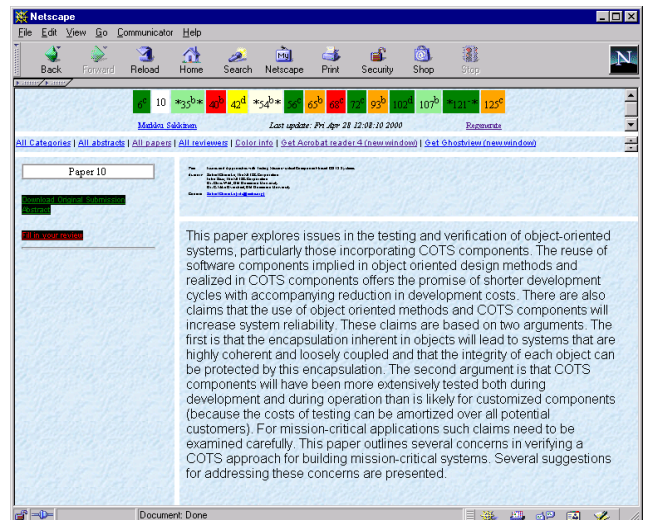 Netscape
File Edit View Go Communicator Help
Back Forward Reload Home Search Netscape Print Security Shop Stop
6c 10 *35b* 40b 42d *54b* 56c 65b 68c 72c 93b 102d 107b *121-* 125c
Markku Sakkinen Last update: Fri Apr 28 12:08:10 2000 Regenerate
All Categories | All abstracts | All papers | All reviewers | Color info | Get Acrobat reader 4 (new window) | Get Ghostview (new window)
Paper 10
Download Original Submission
Abstract
Fill in your review
This paper explores issues in the testing and verification of object-oriented
systems, particularly those incorporating COTS components. The reuse of
software components implied in object oriented design methods and
realized in COTS components offers the promise of shorter development
cycles with accompanying reduction in development costs. There are also
claims that the use of object oriented methods and COTS components will
increase system reliability. These claims are based on two arguments. The
first is that the encapsulation inherent in objects will lead to systems that are
highly coherent and loosely coupled and that the integrity of each object can
be protected by this encapsulation. The second argument is that COTS
components will have been more extensively tested both during
development and during operation than is likely for customized components
(because the costs of testing can be amortized over all potential
customers). For mission-critical applications such claims need to be
examined carefully. This paper outlines several concerns in verifying a
COTS approach for building mission-critical systems. Several suggestions
for addressing these concerns are presented.
Document: Done